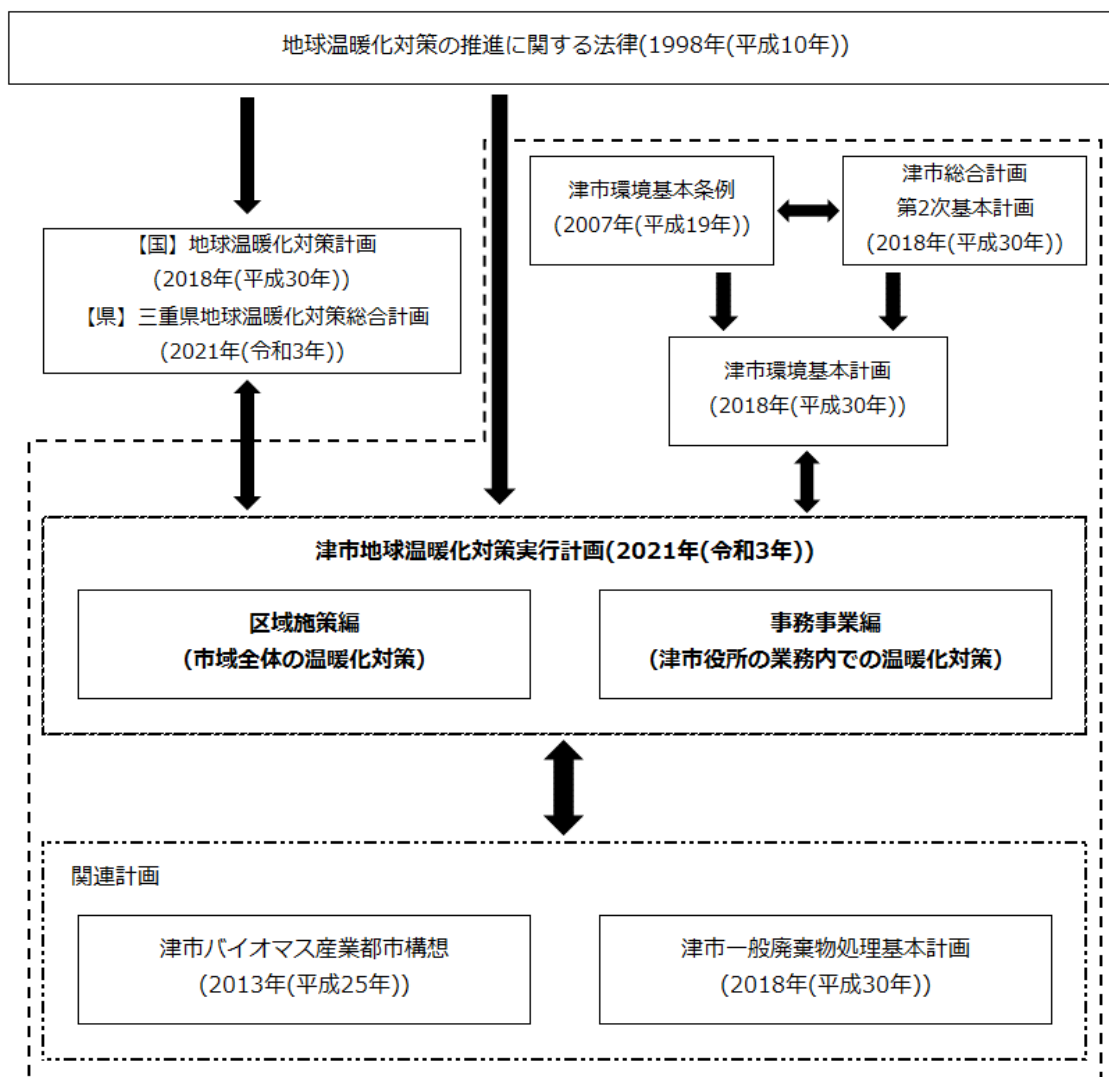 地球温暖化対策の推進に関する法律(1998年(平成10年))
津市環境基本条例
(2007年(平成19年))
津市総合計画
第2次基本計画
(2018年(平成30年))
【国】地球温暖化対策計画
(2018年(平成30年))
【県】三重県地球温暖化対策総合計画
(2021年(令和3年))
津市環境基本計画
(2018年(平成30年))
津市地球温暖化対策実行計画(2021年(令和3年))
区域施策編
(市域全体の温暖化対策)
事務事業編
(津市役所の業務内での温暖化対策)
関連計画
津市バイオマス産業都市構想
(2013年(平成25年))
津市一般廃棄物処理基本計画
(2018年(平成30年))